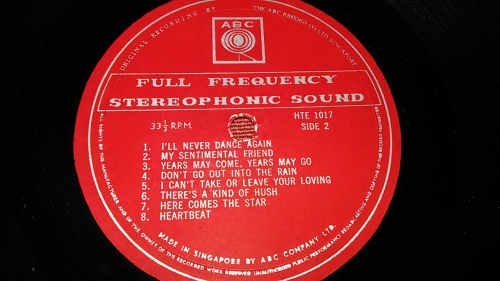 ORIGINAL RECORDING BY THE ABC RECORD CO. LTD. SINGAPORE
ABC
FULL FREQUENCY
STEREOPHONIC SOUND
33⅓ R.P.M.
HTE 1017
SIDE 2
1. I'LL NEVER DANCE AGAIN
2. MY SENTIMENTAL FRIEND
3. YEARS MAY COME, YEARS MAY GO
4. DON'T GO OUT INTO THE RAIN
5. I CAN'T TAKE OR LEAVE YOUR LOVING
6. THERE'S A KIND OF HUSH
7. HERE COMES THE STAR
8. HEARTBEAT
MADE IN SINGAPORE BY ABC COMPANY LTD.
ALL RIGHTS OF THE MANUFACTURER AND OF THE OWNER OF THE RECORDED WORK RESERVED UNAUTHORISED PUBLIC PERFORMANCE BROADCASTING AND COPYING OF THE RECORDS PROHIBITED